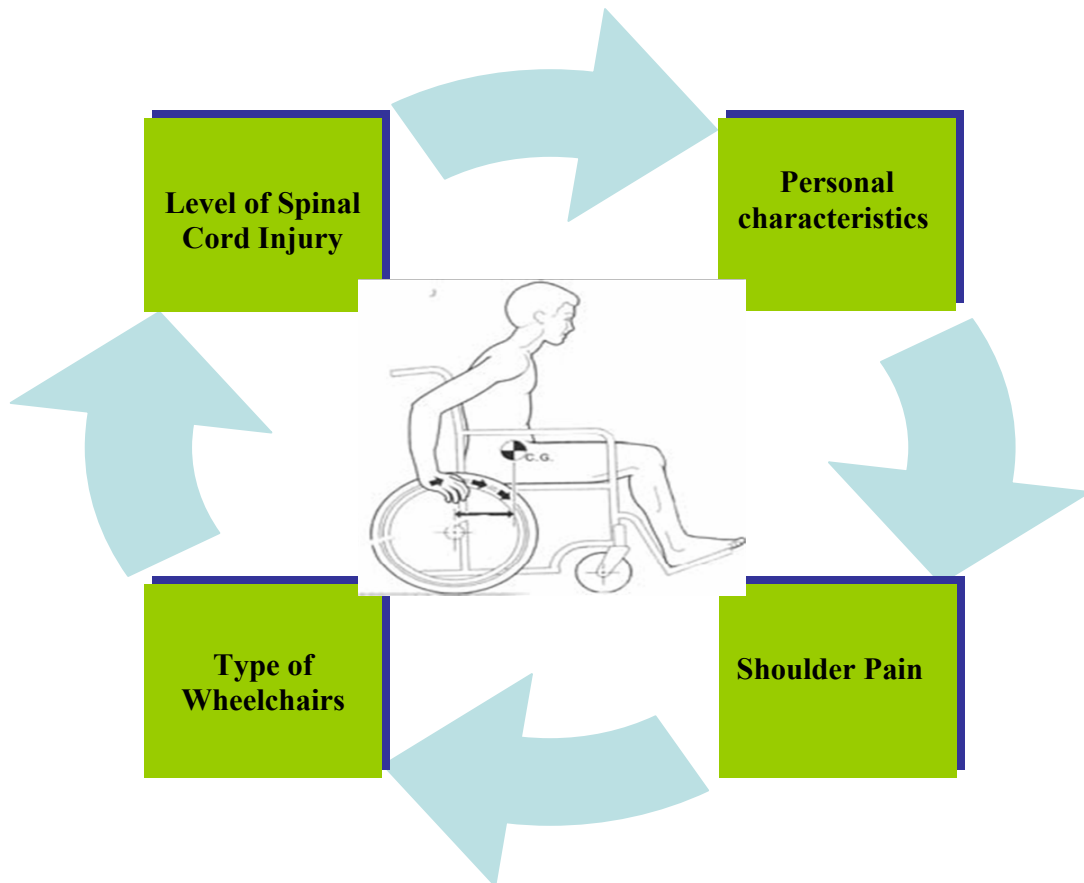 Level of Spinal
Cord Injury
Personal
characteristics
C.G.
Type of
Wheelchairs
Shoulder Pain